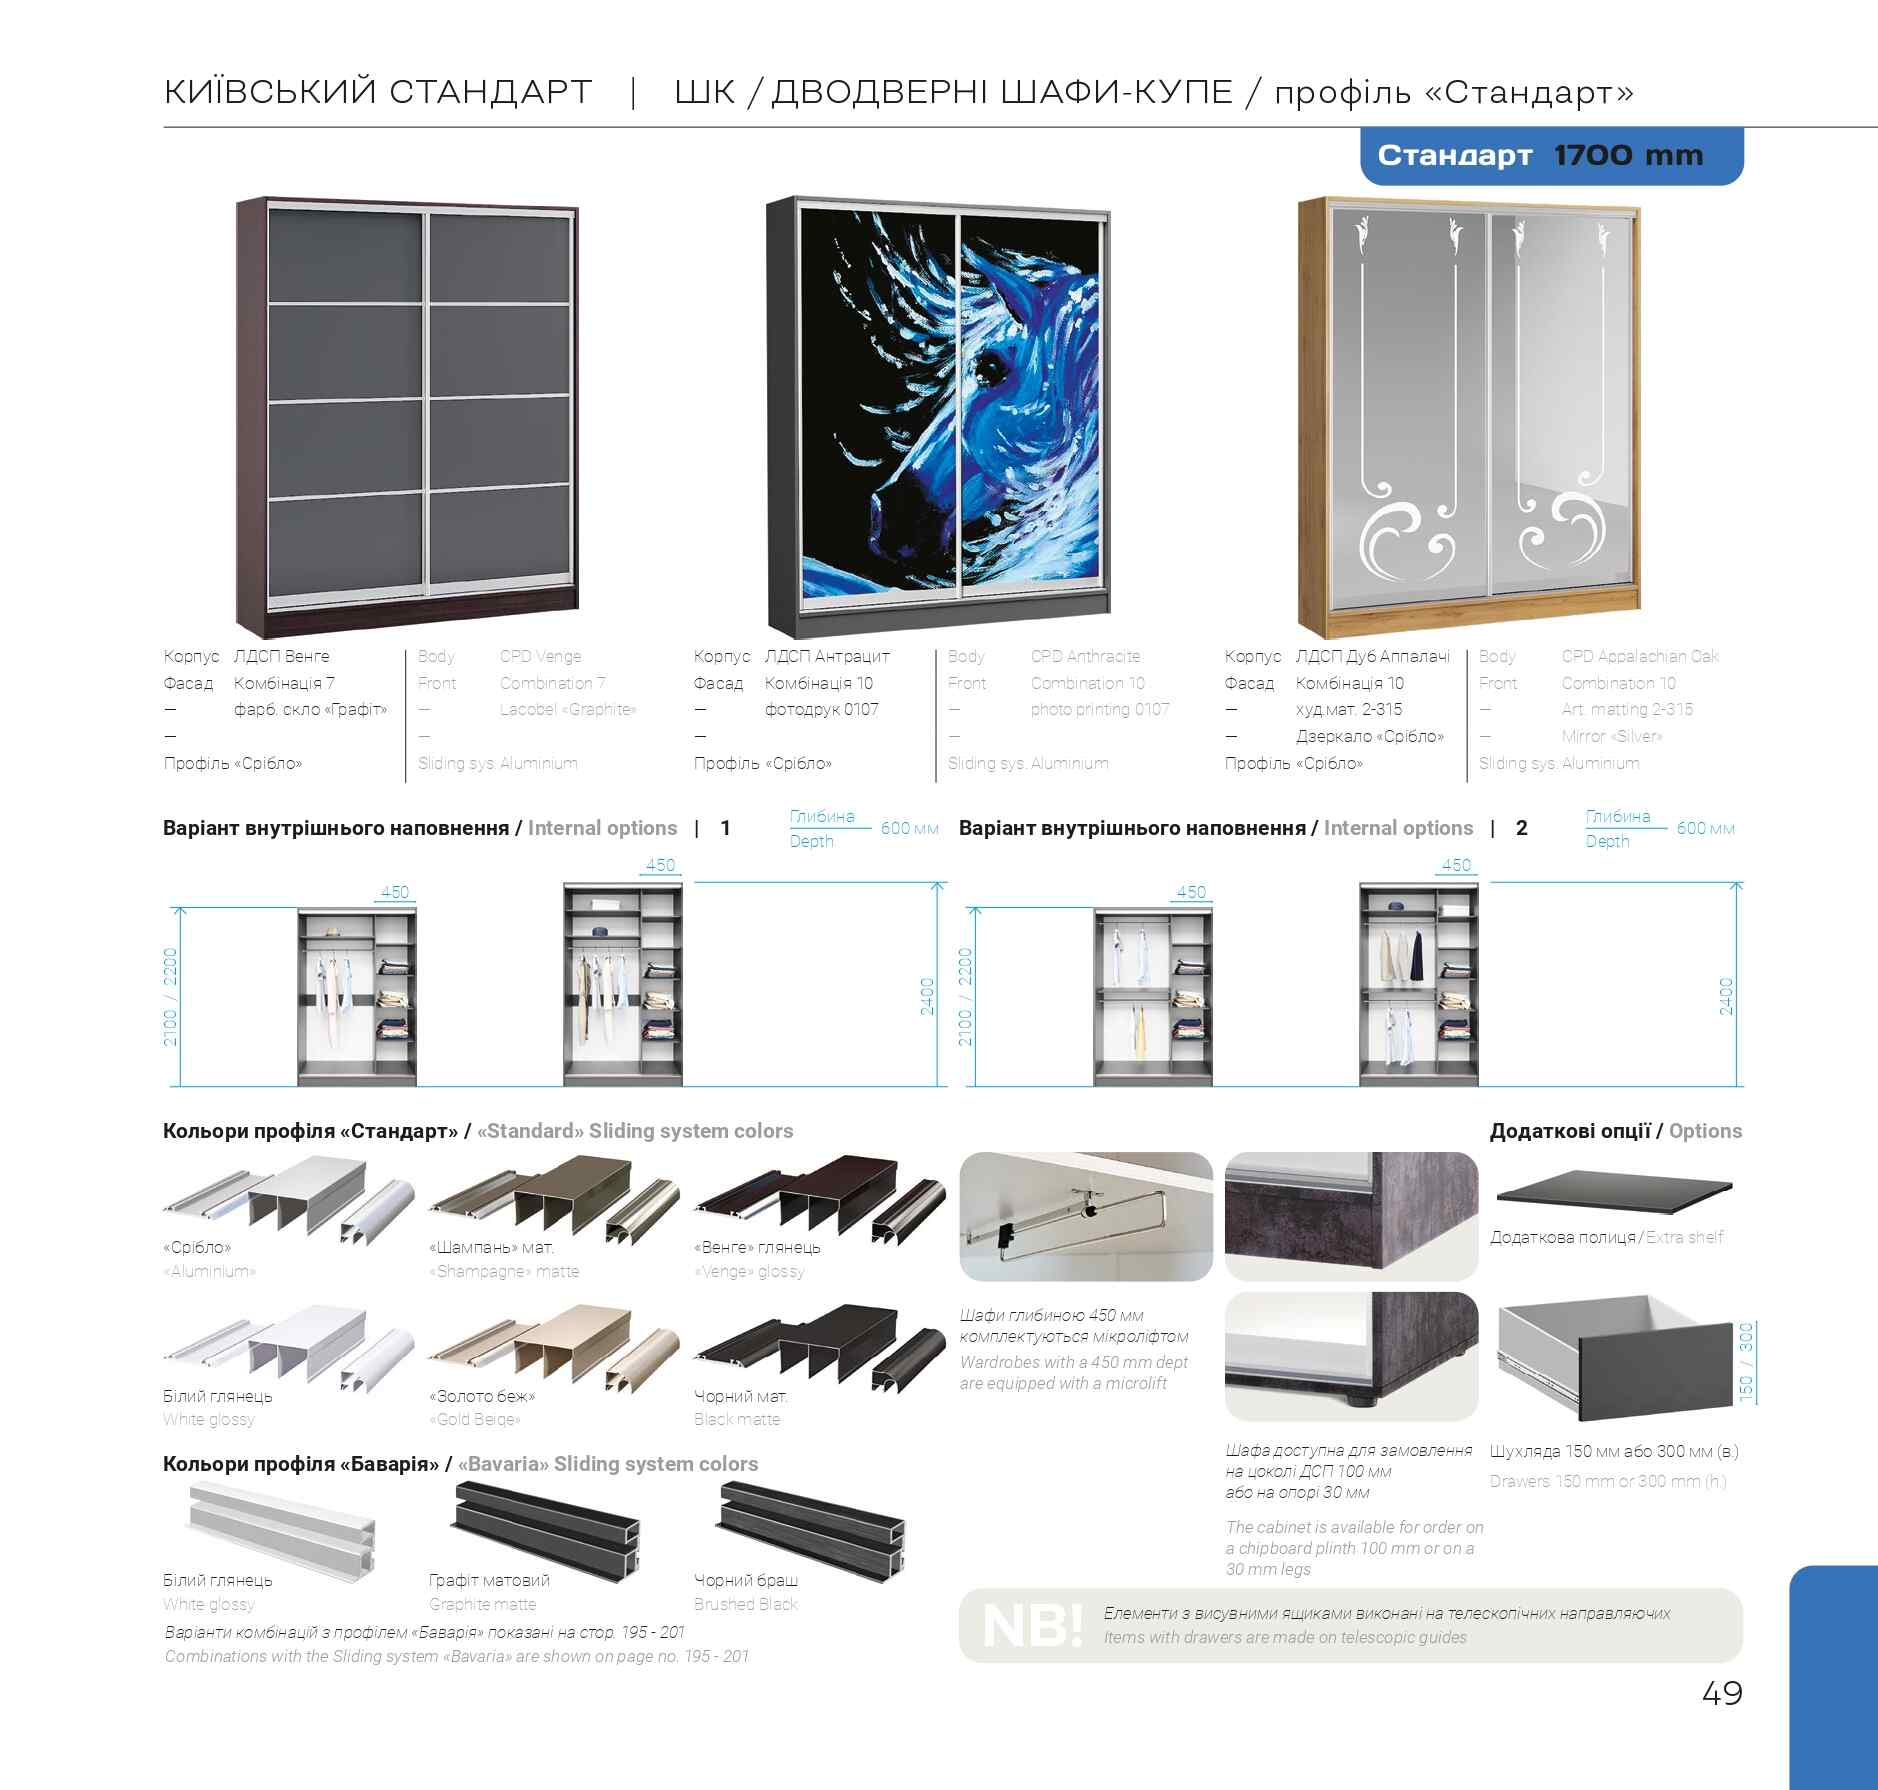 КИЇВСЬКИЙ СТАНДАРТ | ШК / ДВОДВЕРНІ ШАФИ-КУПЕ / профіль «Стандарт»
Стандарт 1700 mm
Корпус ЛДСП Венге
Фасад Комбінація 7
— фарб. скло «Графіт»
—
Профіль «Срібло»
Body CPD Venge
Front Combination 7
— Lacobel «Graphite»
—
Sliding sys. Aluminium
Корпус ЛДСП Антрацит
Фасад Комбінація 10
— фотодрук 0107
—
Профіль «Срібло»
Body CPD Anthracite
Front Combination 10
— photo printing 0107
—
Sliding sys. Aluminium
Корпус ЛДСП Дуб Аппалачі
Фасад Комбінація 10
— худ.мат. 2-315
— Дзеркало «Срібло»
Профіль «Срібло»
Body CPD Appalachian Oak
Front Combination 10
— Art. matting 2-315
— Mirror «Silver»
Sliding sys. Aluminium
Варіант внутрішнього наповнення / Internal options | 1
Глибина
Depth
600 мм
450
450
2100 / 2200
2400
Варіант внутрішнього наповнення / Internal options | 2
Глибина
Depth
600 мм
450
450
2100 / 2200
2400
Кольори профіля «Стандарт» / «Standard» Sliding system colors
«Срібло»
«Aluminium»
«Шампань» мат.
«Shampagne» matte
«Венге» глянець
«Venge» glossy
Білий глянець
White glossy
«Золото беж»
«Gold Beige»
Чорний мат.
Black matte
Кольори профіля «Баварія» / «Bavaria» Sliding system colors
Білий глянець
White glossy
Графіт матовий
Graphite matte
Чорний браш
Brushed Black
Варіанти комбінацій з профілем «Баварія» показані на стор. 195 - 201
Combinations with the Sliding system «Bavaria» are shown on page no. 195 - 201
Шафи глибиною 450 мм
комплектуються мікроліфтом
Wardrobes with a 450 mm dept
are equipped with a microlift
Шафа доступна для замовлення
на цоколі ДСП 100 мм
або на опорі 30 мм
The cabinet is available for order on
a chipboard plinth 100 mm or on a
30 mm legs
Додаткові опції / Options
Додаткова полиця / Extra shelf
150 / 300
Шухляда 150 мм або 300 мм (в.)
Drawers 150 mm or 300 mm (h.)
NB!
Елементи з висувними ящиками виконані на телескопічних направляючих
Items with drawers are made on telescopic guides
49